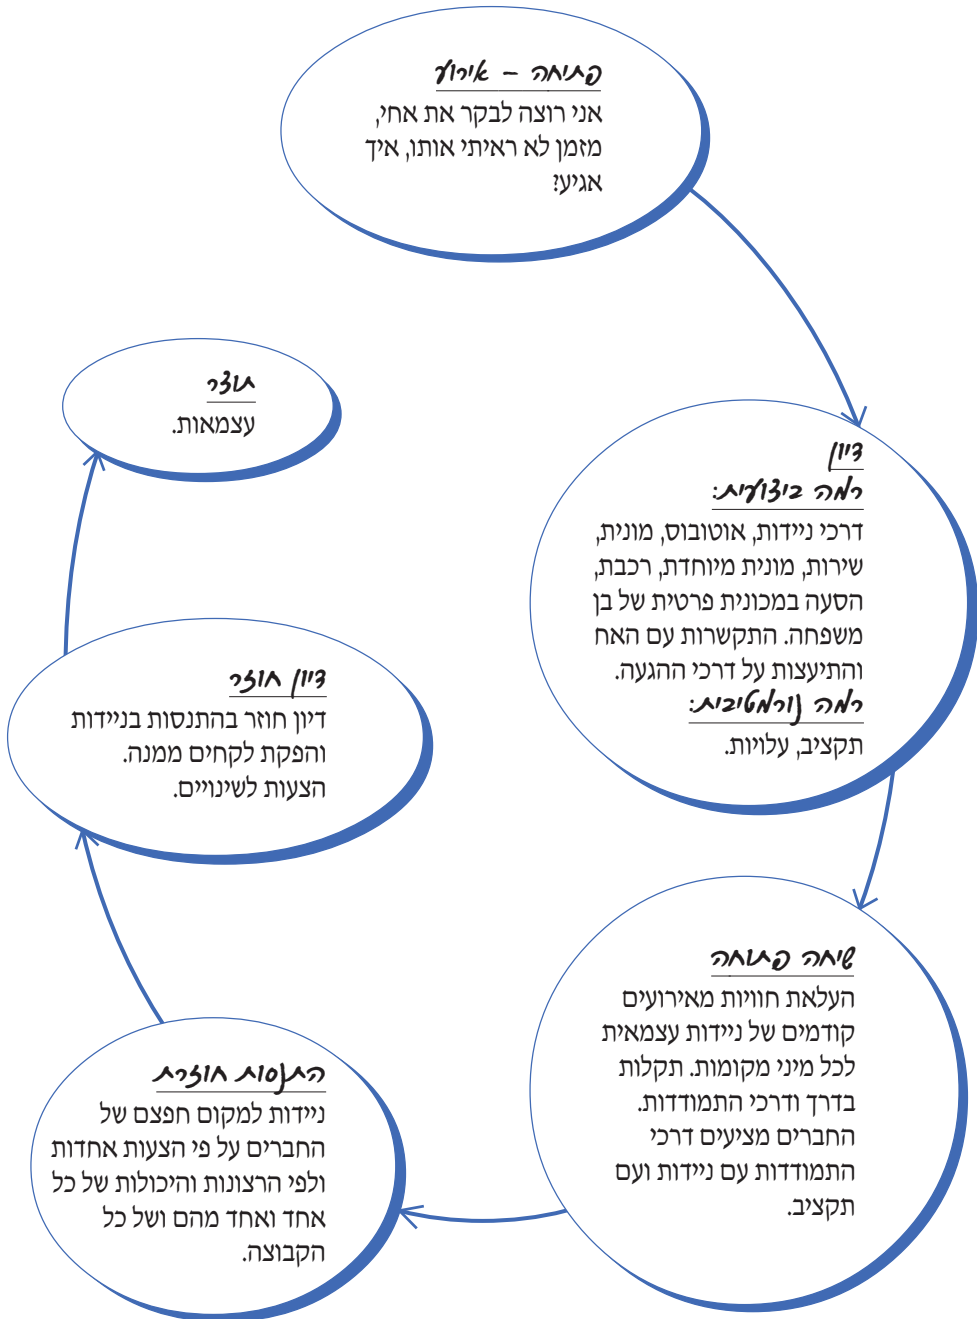 פתיחה – אירוע
אני רוצה לבקר את אחי,
מזמן לא ראיתי אותו, איך
אגיע?
דיון
רמה ביצועית:
דרכי ניידות, אוטובוס, מונית,
שירות, מונית מיוחדת, רכבת,
הסעה במכונית פרטית של בן
משפחה. התקשרות עם האח
והתיעצות על דרכי ההגעה.
רמה נורמטיבית:
תקציב, עלויות.
שיחה פתוחה
העלאת חוויות מאירועים
קודמים של ניידות עצמאית
לכל מיני מקומות. תקלות
בדרך ודרכי התמודדות.
החברים מציעים דרכי
התמודדות עם ניידות ועם
תקציב.
התנסות חוזרת
ניידות למקום חפצם של
החברים על פי הצעות אחדות
ולפי הרצונות והיכולות של כל
אחד ואחד מהם ושל כל
הקבוצה.
דיון חוזר
דיון חוזר בהתנסות בניידות
והפקת לקחים ממנה.
הצעות לשינויים.
תוצר
עצמאות.